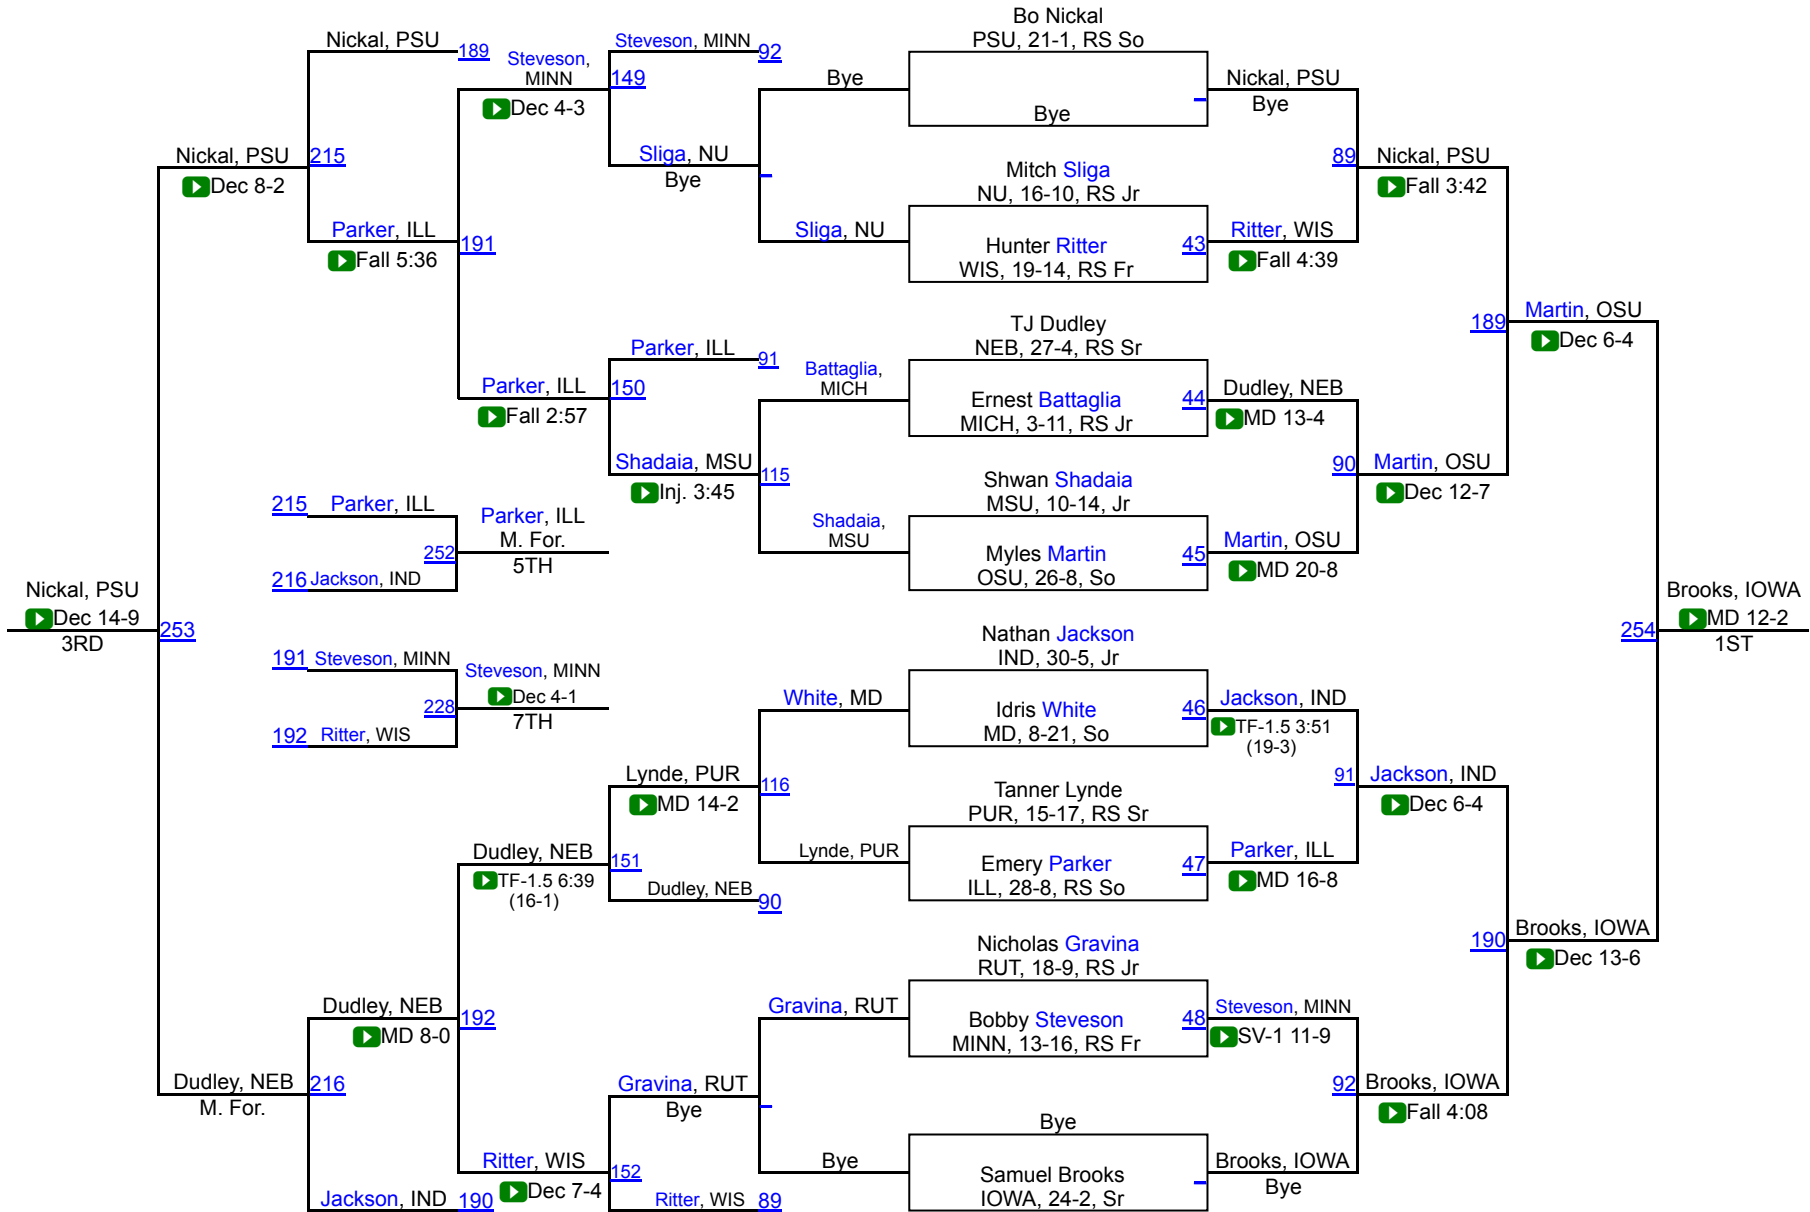 Bo Nickal
Nickal, PSU
189
Steveson,
MINN
Steveson, MINN
92
PSU, 21-1, RS So
149
Bye
Nickal, PSU
Dec 4-3
Bye
Bye
Nickal, PSU
215
Sliga, NU
Bye
89
Nickal, PSU
Dec 8-2
Mitch Sliga
NU, 16-10, RS Jr
Fall 3:42
Parker, ILL
191
Sliga, NU
Hunter Ritter
43
Ritter, WIS
Fall 5:36
WIS, 19-14, RS Fr
Fall 4:39
TJ Dudley
NEB, 27-4, RS Sr
189
Martin, OSU
Dec 6-4
Parker, ILL
91
Battaglia,
MICH
Parker, ILL
150
Ernest Battaglia
44
Dudley, NEB
Fall 2:57
MICH, 3-11, RS Jr
MD 13-4
Shadaia, MSU
115
90
Martin, OSU
Inj. 3:45
Shwan Shadaia
MSU, 10-14, Jr
Dec 12-7
215
Parker, ILL
Parker, ILL
M. For.
Shadaia,
MSU
252
5TH
Myles Martin
45
Martin, OSU
216
Jackson, IND
OSU, 26-8, So
MD 20-8
Nickal, PSU
Dec 14-9
253
3RD
Brooks, IOWA
254
MD 12-2
1ST
Nathan Jackson
IND, 30-5, Jr
191
Steveson, MINN
Steveson, MINN
Dec 4-1
228
7TH
192
Ritter, WIS
White, MD
Idris White
46
Jackson, IND
MD, 8-21, So
TF-1.5 3:51
(19-3)
Lynde, PUR
116
91
Jackson, IND
MD 14-2
Tanner Lynde
PUR, 15-17, RS Sr
Dec 6-4
Dudley, NEB
151
Lynde, PUR
Emery Parker
47
Parker, ILL
TF-1.5 6:39
(16-1)
Dudley, NEB
90
ILL, 28-8, RS So
MD 16-8
Nicholas Gravina
RUT, 18-9, RS Jr
190
Brooks, IOWA
Dec 13-6
Dudley, NEB
192
Gravina, RUT
Bobby Steveson
48
Steveson, MINN
MD 8-0
MINN, 13-16, RS Fr
SV-1 11-9
Dudley, NEB
216
Gravina, RUT
92
Brooks, IOWA
M. For.
Bye
Bye
Fall 4:08
Ritter, WIS
152
Bye
Samuel Brooks
Brooks, IOWA
Dec 7-4
IOWA, 24-2, Sr
Bye
Jackson, IND
190
Ritter, WIS
89